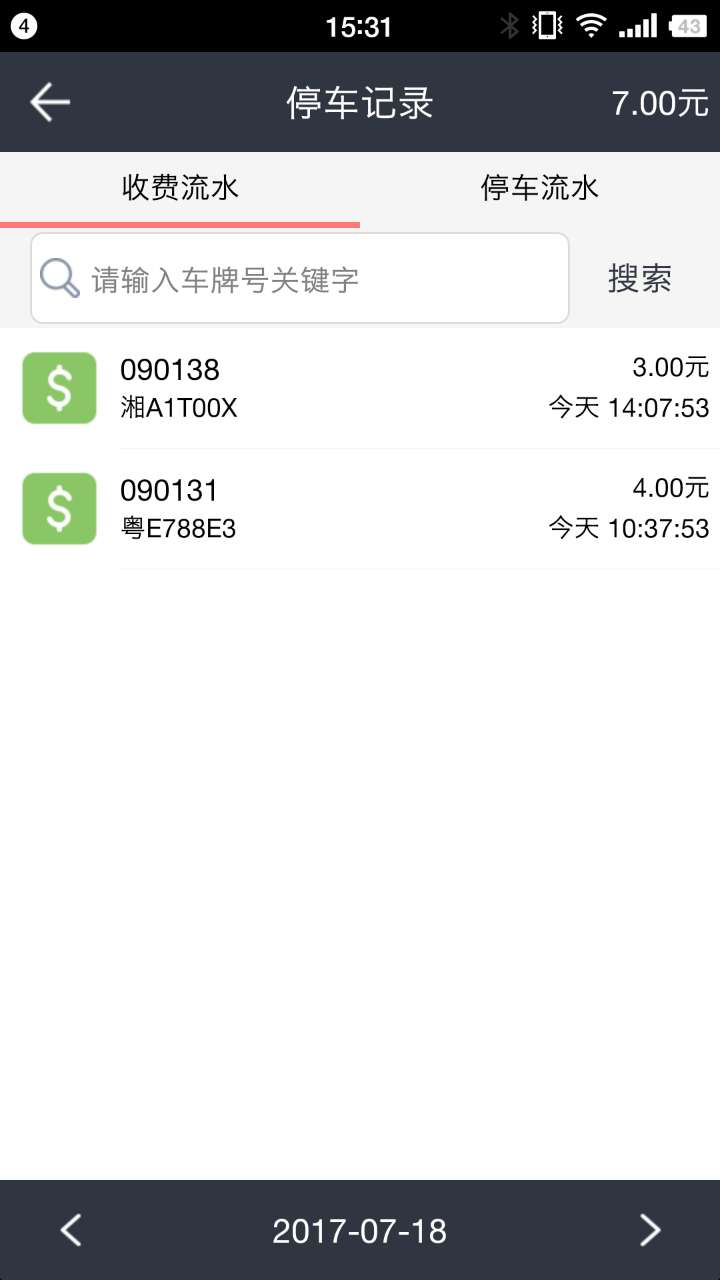 4
15:31
43
停车记录
7.00元
收费流水
停车流水
请输入车牌号关键字
搜索
090138
3.00元
湘A1T00X
今天 14:07:53
090131
4.00元
粤E788E3
今天 10:37:53
2017-07-18